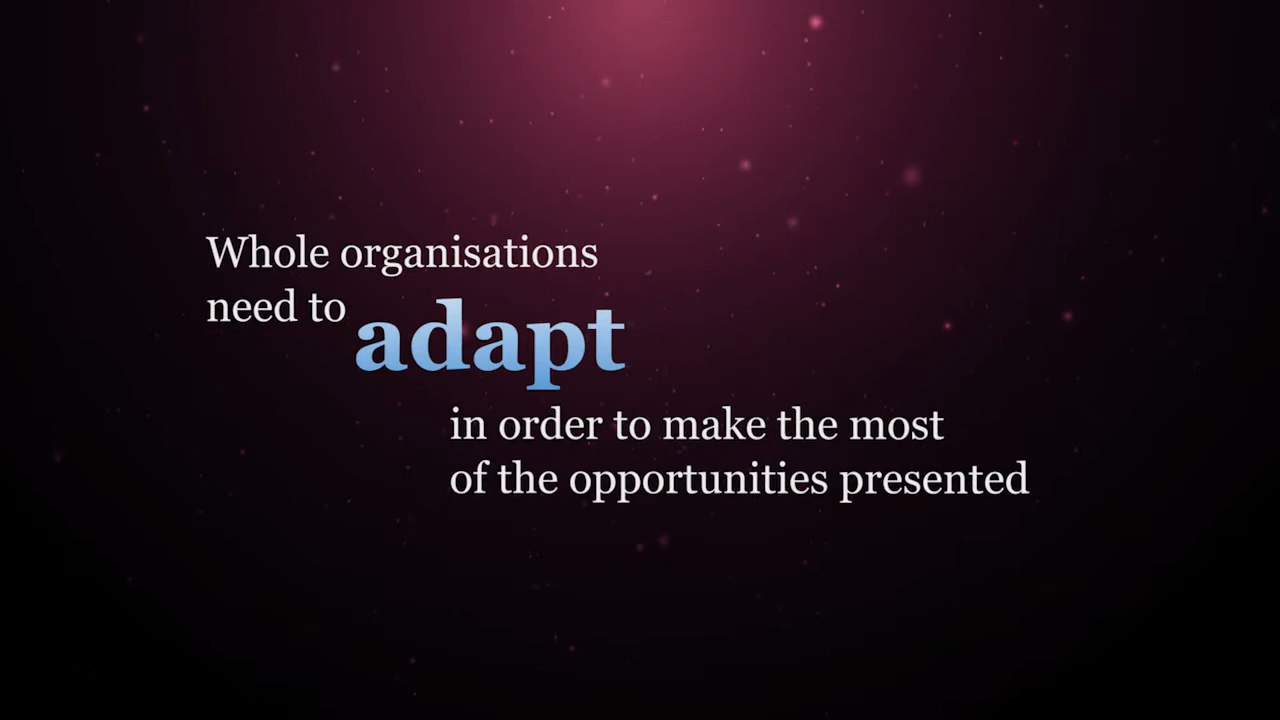 Whole organisations
need to adapt
in order to make the most
of the opportunities presented